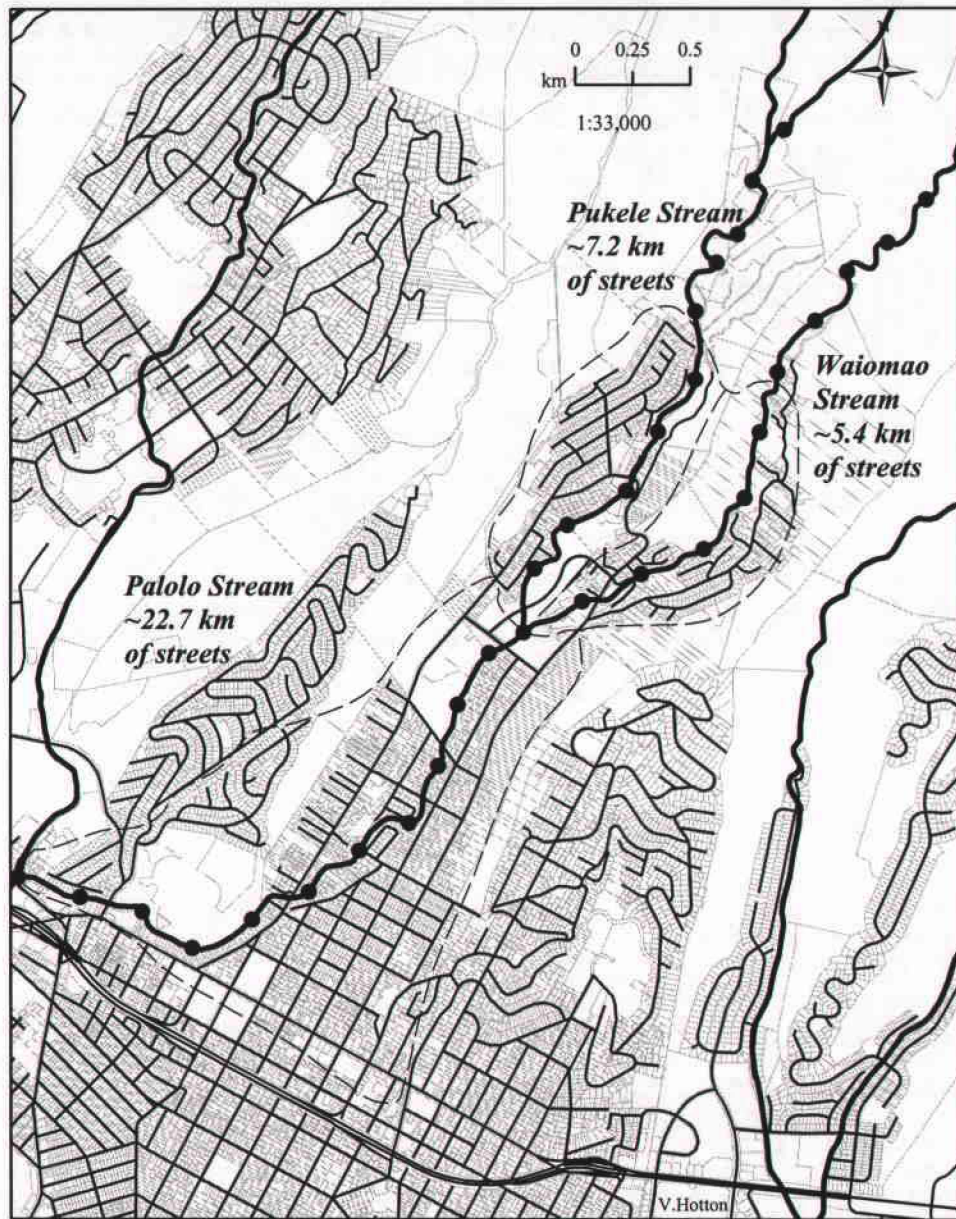 0 0.25 0.5
km
1:33,000
Pukele Stream
~7.2 km
of streets
Waiomao
Stream
~5.4 km
of streets
Palolo Stream
~22.7 km
of streets
V.Hotton